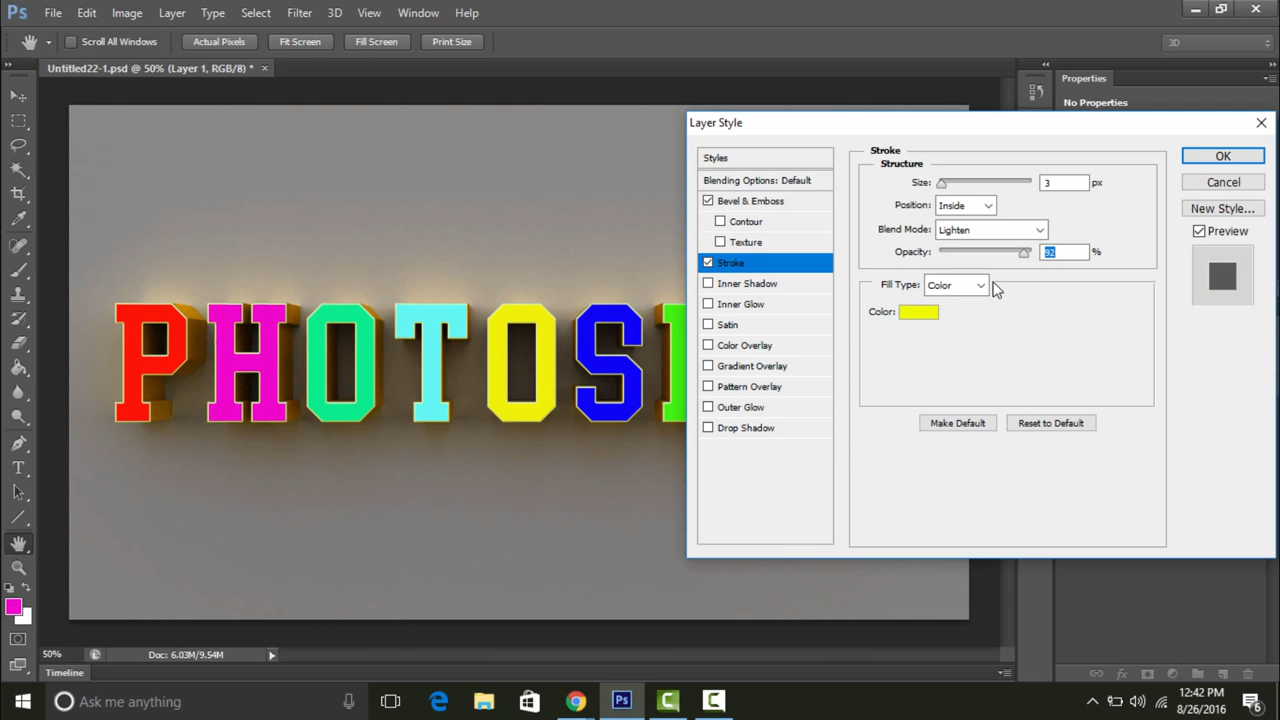 Ps File Edit Image Layer Type Select Filter 3D View Window Help
Scroll All Windows Actual Pixels Fit Screen Fill Screen Print Size 3D
Untitled22-1.psd @ 50% (Layer 1, RGB/8) * ×
Properties
No Properties
Layer Style
Styles
Blending Options: Default
Bevel & Emboss
Contour
Texture
Stroke
Inner Shadow
Inner Glow
Satin
Color Overlay
Gradient Overlay
Pattern Overlay
Outer Glow
Drop Shadow
Stroke
Structure
Size: 3 px
Position: Inside
Blend Mode: Lighten
Opacity: 92 %
Fill Type: Color
Color:
Make Default Reset to Default
OK
Cancel
New Style...
Preview
PHOTOS
50% Doc: 6.03M/9.54M
Timeline
Ask me anything
Ps
12:42 PM
8/26/2016
6